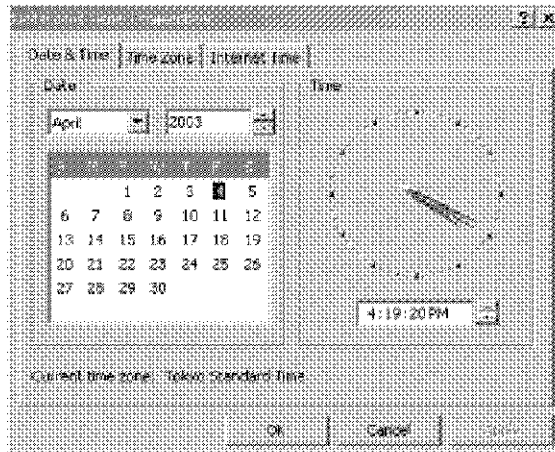 Date & Time Time Zone Internet Time
Date
Time
April 2003
S M T W T F S
1 2 3 4 5
6 7 8 9 10 11 12
13 14 15 16 17 18 19
20 21 22 23 24 25 26
27 28 29 30
4:19:20 PM
Current time zone: Tokyo Standard Time
OK Cancel Apply